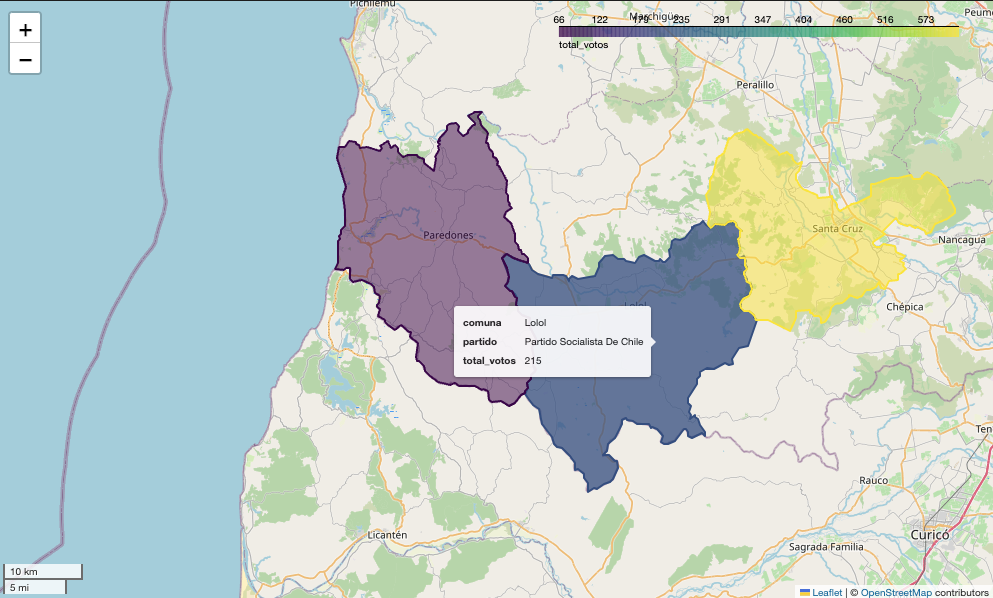 Pichilemu
+
−
66 122 179 235 291 347 404 460 516 573
Marchigüe
total_votos
Peralillo
Paredones
Santa Cruz
Nancagua
Chépica
Lolol
comuna Lolol
partido Partido Socialista De Chile
total_votos 215
Rauco
Licantén
Curicó
Sagrada Familia
10 km
5 mi
Leaflet | © OpenStreetMap contributors